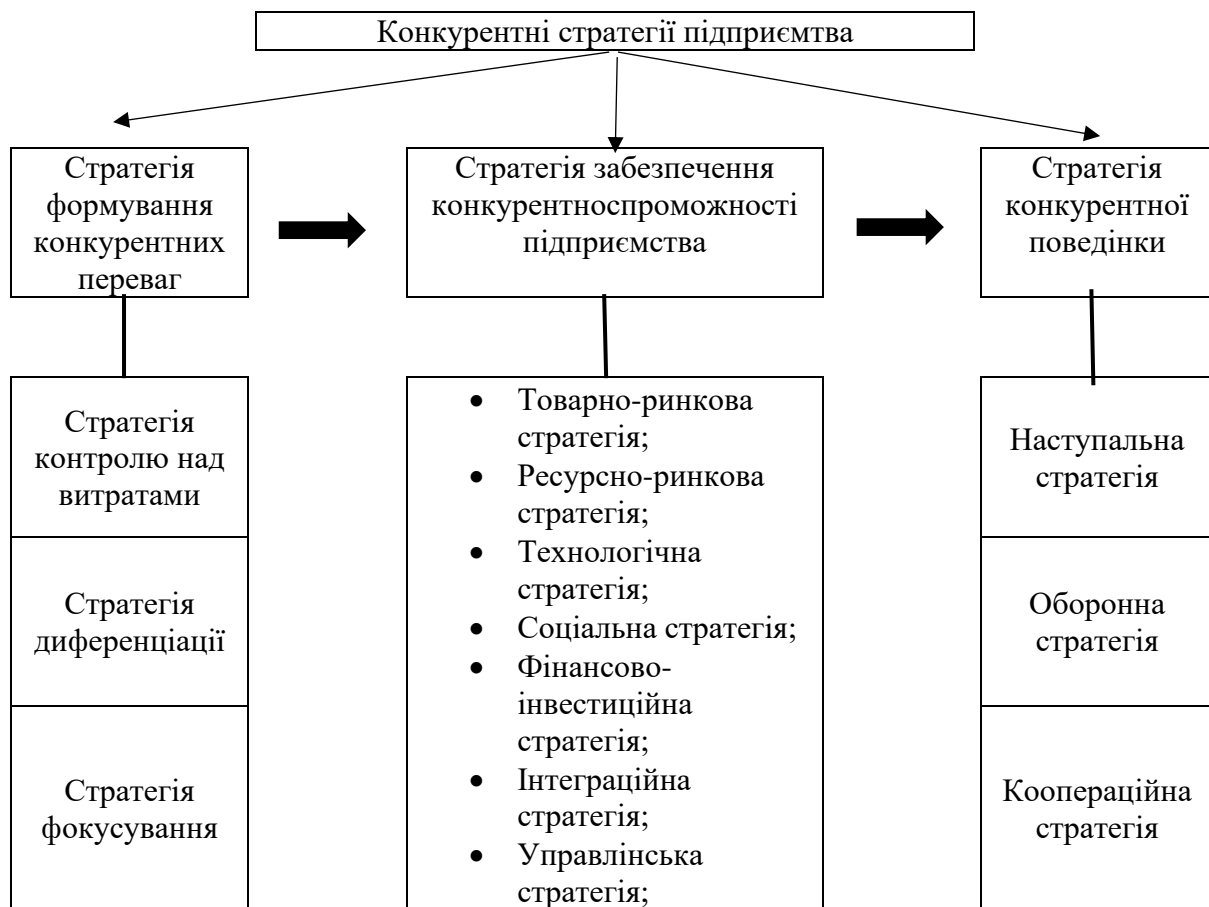 Конкурентні стратегії підприємтва
Стратегія
формування
конкурентних
переваг
Стратегія забезпечення
конкурентноспроможності
підприємства
Стратегія
конкурентної
поведінки
Стратегія
контролю над
витратами
Стратегія
диференціації
Стратегія
фокусування
• Товарно-ринкова
стратегія;
• Ресурсно-ринкова
стратегія;
• Технологічна
стратегія;
• Соціальна стратегія;
• Фінансово-
інвестиційна
стратегія;
• Інтеграційна
стратегія;
• Управлінська
стратегія;
Наступальна
стратегія
Оборонна
стратегія
Коопераційна
стратегія